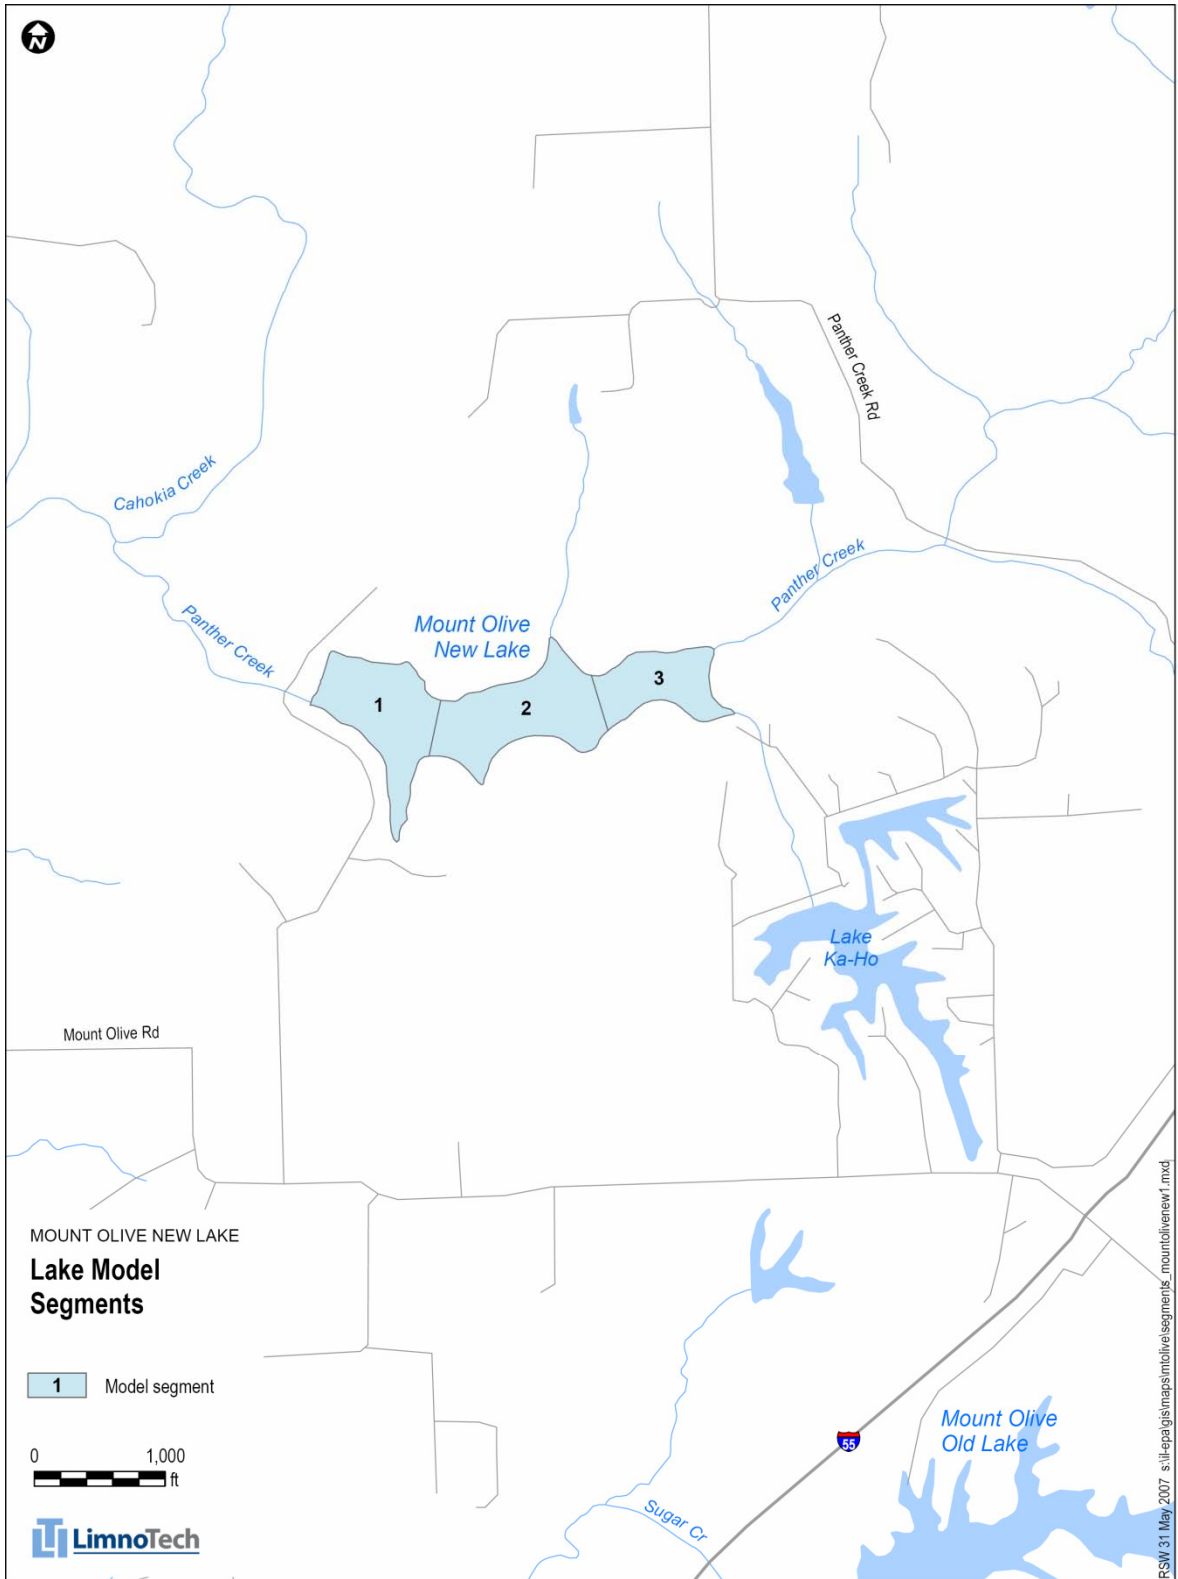 N
Panther Creek Rd
Cahokia Creek
Panther Creek
Panther Creek
Mount Olive
New Lake
1
2
3
Lake
Ka-Ho
Mount Olive Rd
MOUNT OLIVE NEW LAKE
Lake Model
Segments
1 Model segment
0 1,000
ft
LTI LimnoTech
55
Mount Olive
Old Lake
Sugar Cr
RSW 31 May 2007 s:\il-epa\gis\maps\mtolive\segments_mountolivenew1.mxd